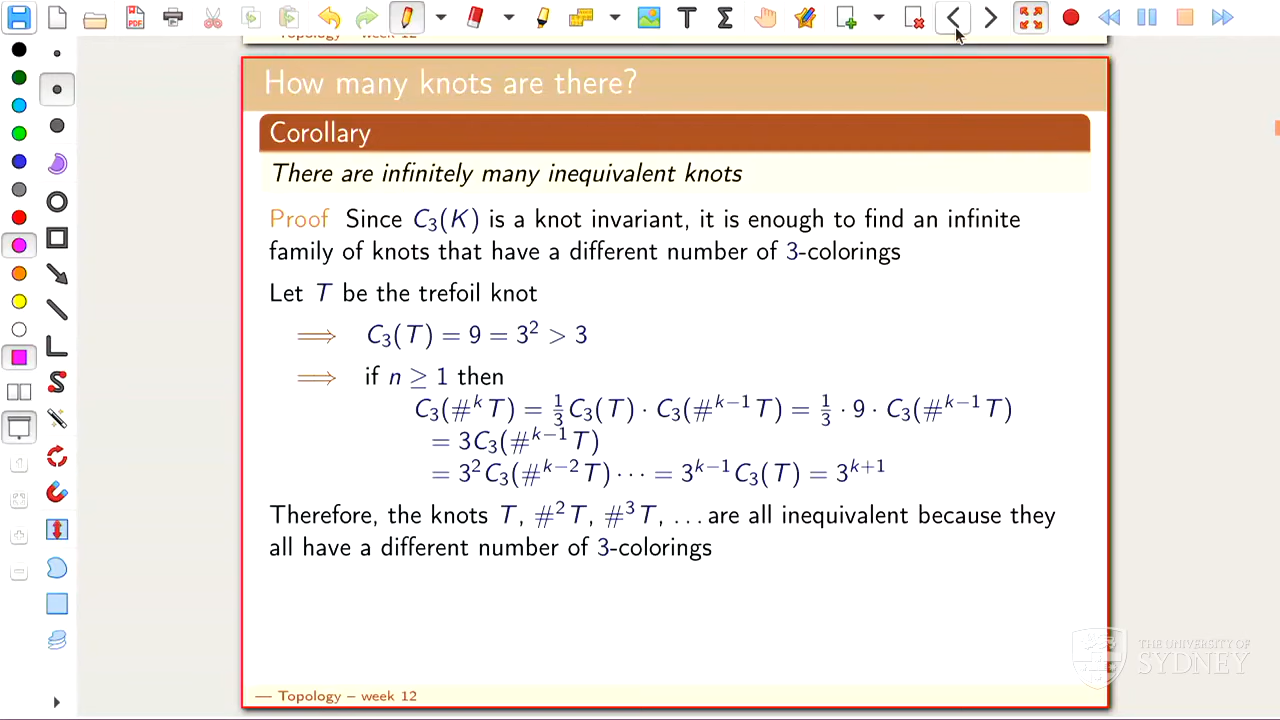 Topology – week 12
How many knots are there?
Corollary
There are infinitely many inequivalent knots
Proof Since C₃(K) is a knot invariant, it is enough to find an infinite
family of knots that have a different number of 3-colorings
Let T be the trefoil knot
⟹ C₃(T) = 9 = 3² > 3
⟹ if n ≥ 1 then
C₃(#ᵏT) = ⅓C₃(T) · C₃(#ᵏ⁻¹T) = ⅓ · 9 · C₃(#ᵏ⁻¹T)
= 3C₃(#ᵏ⁻¹T)
= 3²C₃(#ᵏ⁻²T) ··· = 3ᵏ⁻¹C₃(T) = 3ᵏ⁺¹
Therefore, the knots T, #²T, #³T, ... are all inequivalent because they
all have a different number of 3-colorings
THE UNIVERSITY OF
SYDNEY
— Topology – week 12